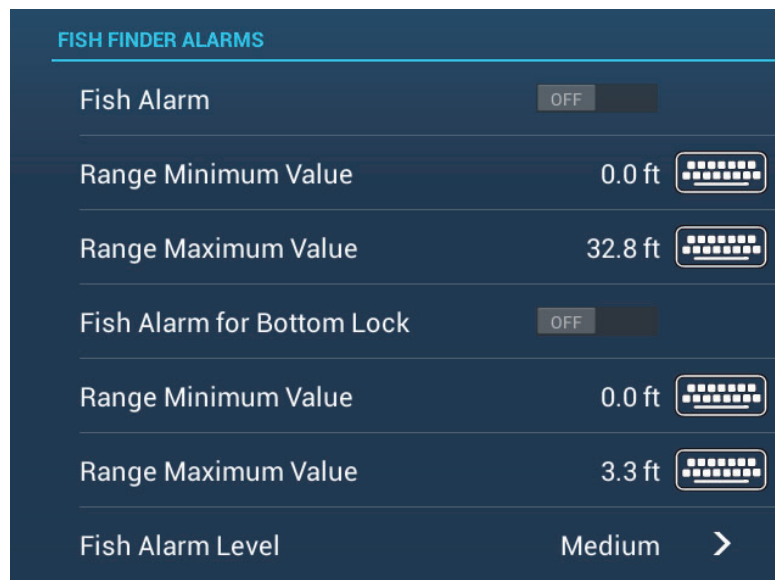 FISH FINDER ALARMS
Fish Alarm OFF
Range Minimum Value 0.0 ft
Range Maximum Value 32.8 ft
Fish Alarm for Bottom Lock OFF
Range Minimum Value 0.0 ft
Range Maximum Value 3.3 ft
Fish Alarm Level Medium